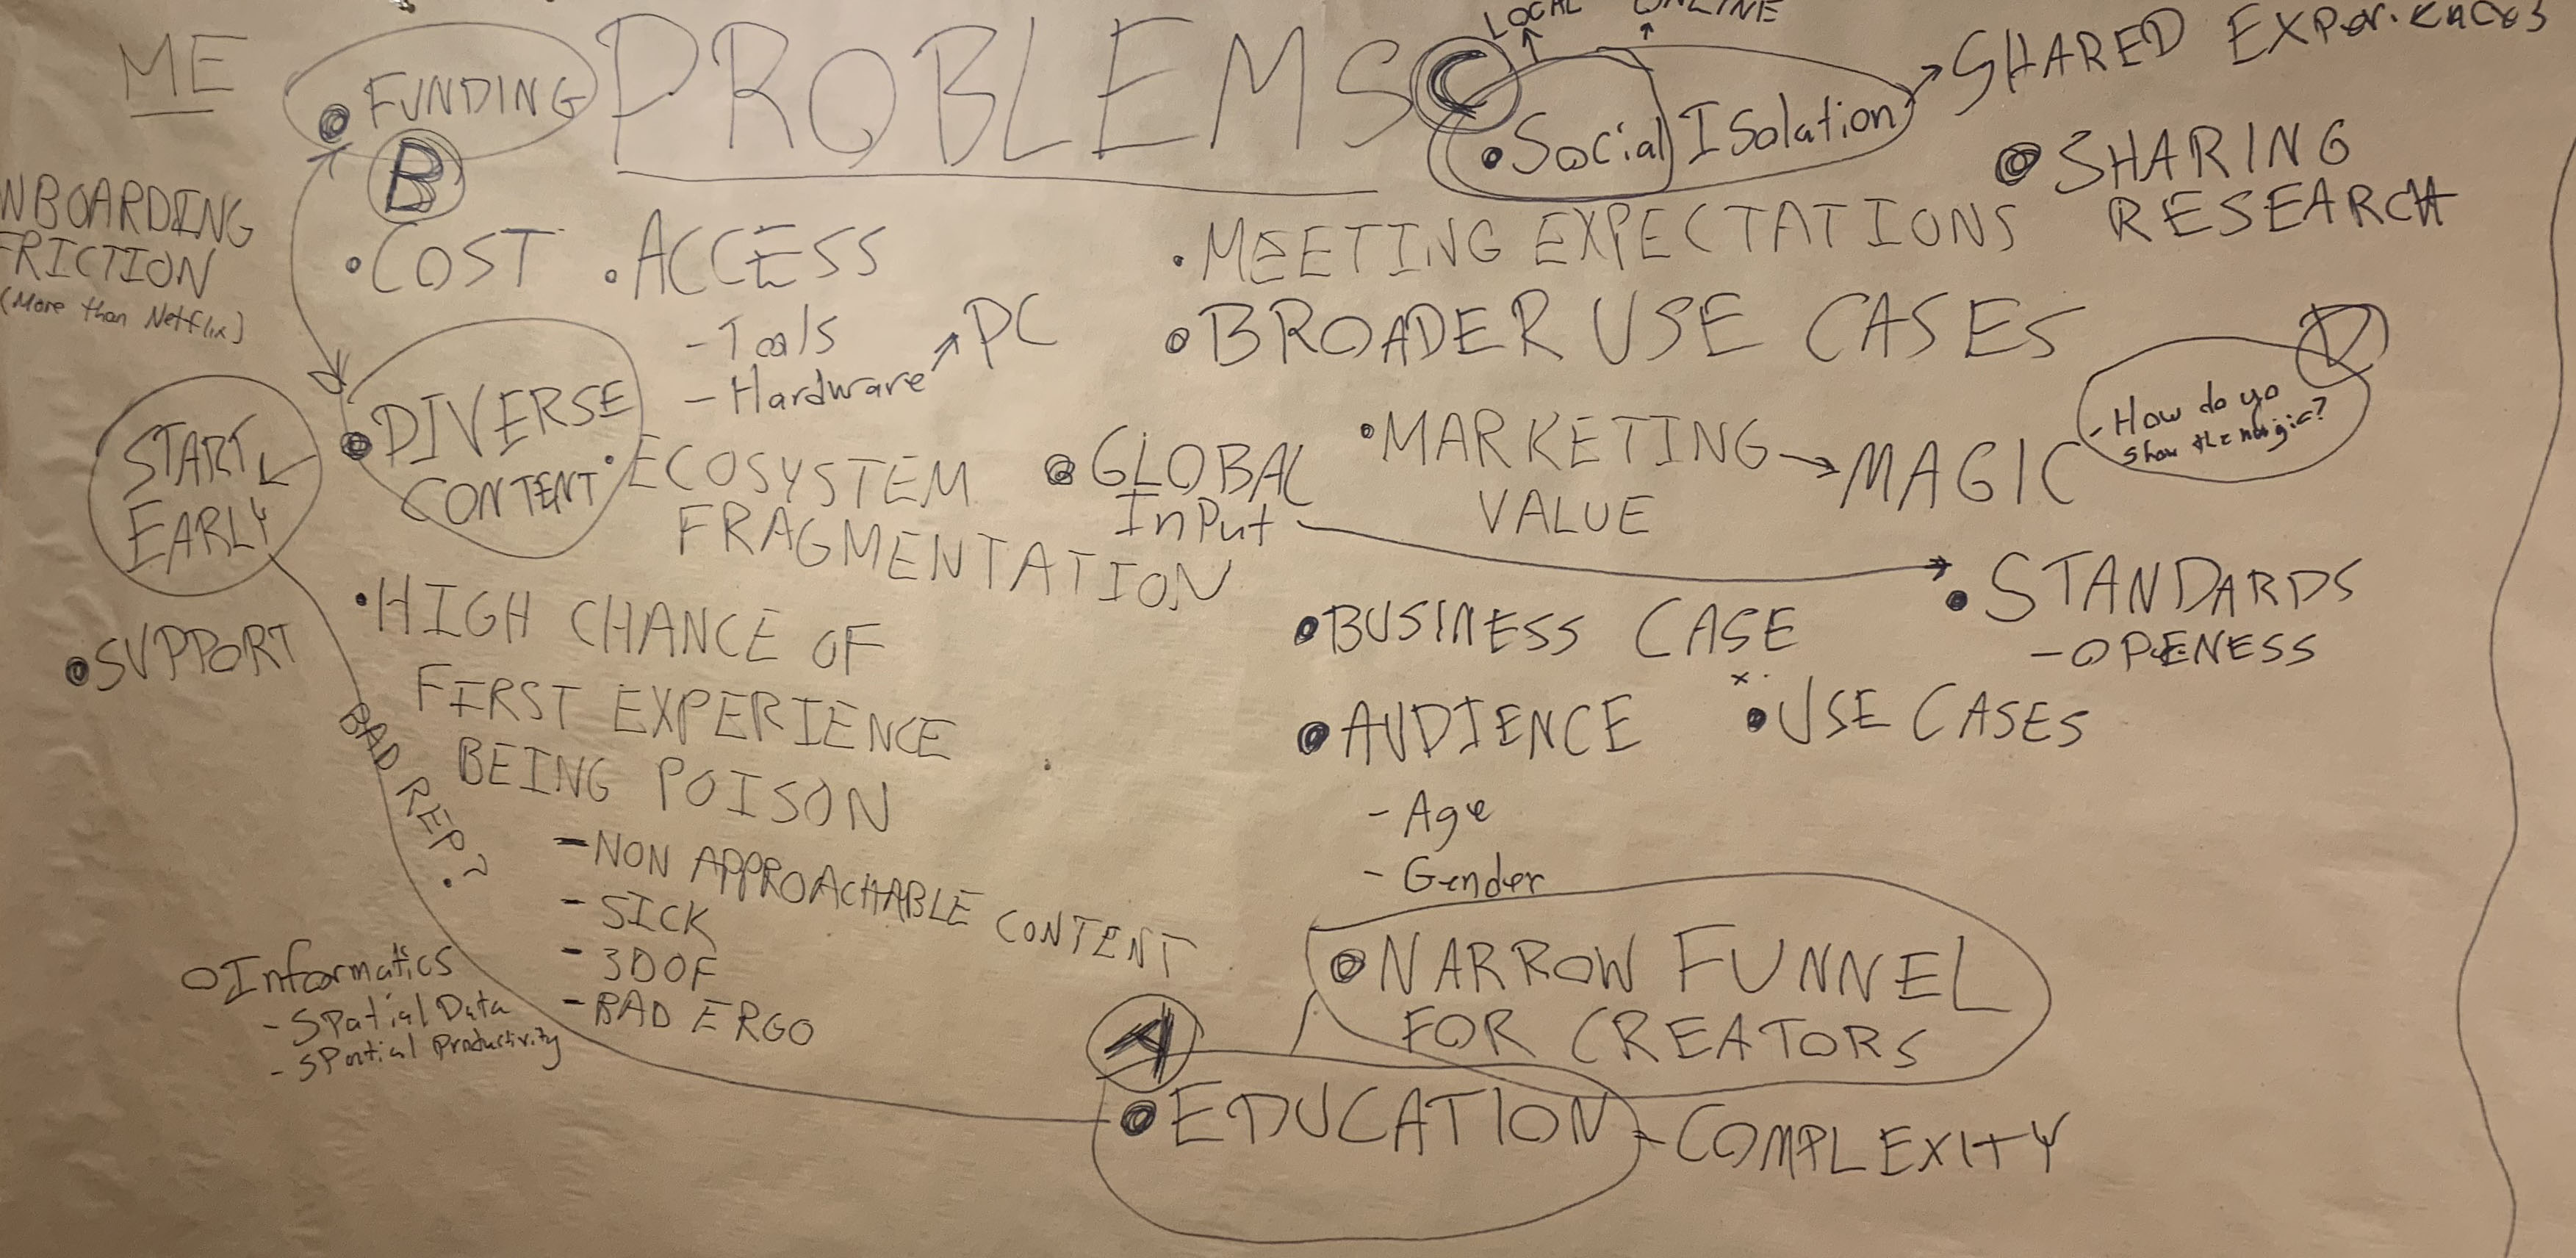 ME
• FUNDING
B
PROBLEMS
C
LOCAL
ONLINE
• Social Isolation
SHARED EXPeriences
• SHARING
RESEARCH
NBOARDING
FRICTION
(More than Netflix)
• COST
• ACCESS
- Tools
- Hardware
PC
• MEETING EXPECTATIONS
• BROADER USE CASES
START
EARLY
• DIVERSE
CONTENT
• ECOSYSTEM
FRAGMENTATION
• GLOBAL
InPut
• MARKETING
VALUE
MAGIC
D
- How do yo
show the magic?
• STANDARDS
- OPENESS
• SUPPORT
• HIGH CHANCE OF
FIRST EXPERIENCE
BEING POISON
- NON APPROACHABLE CONTENT
- SICK
- 3DOF
- BAD ERGO
BAD REP?
• BUSINESS CASE
• AUDIENCE
- Age
- Gender
• USE CASES
O Informatics
- SPatial Data
- SPatial Productivity
• NARROW FUNNEL
FOR CREATORS
A
• EDUCATION
- COMPLEXITY